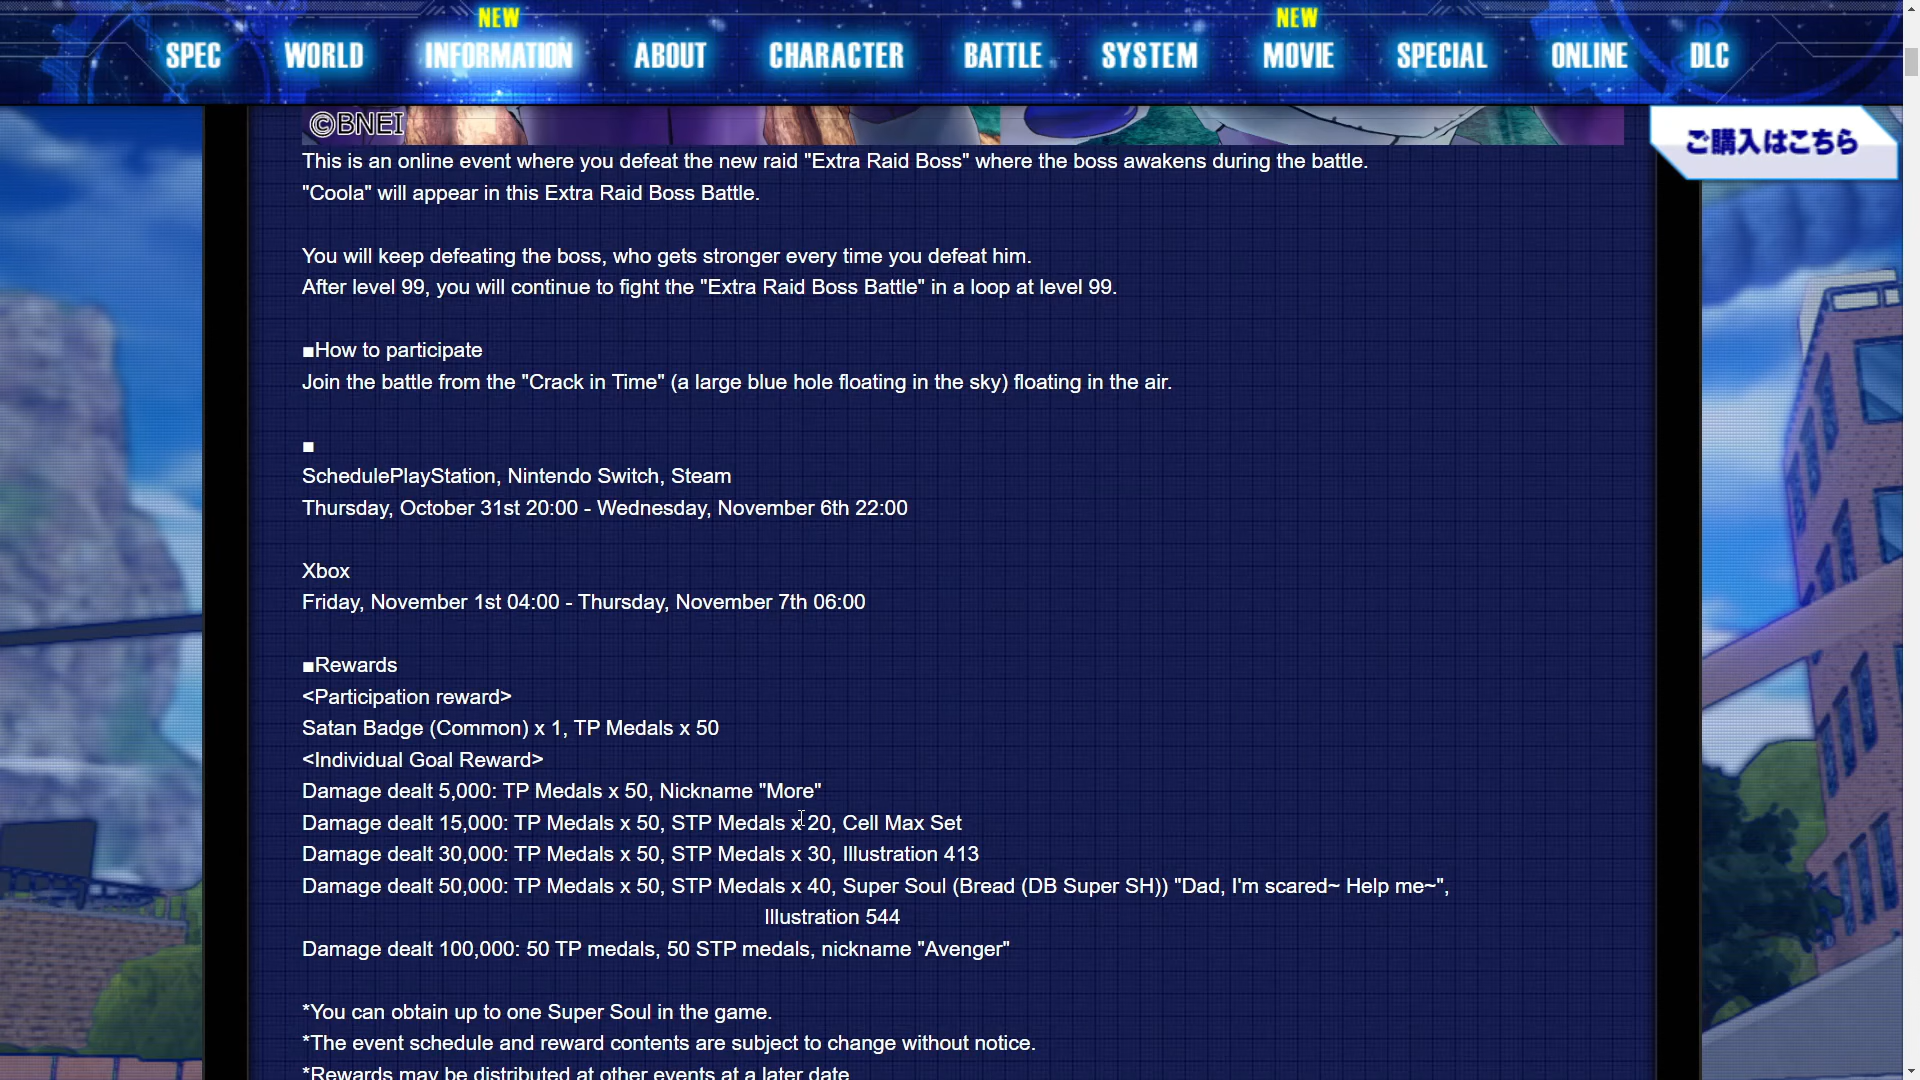 NEW
NEW
SPEC WORLD INFORMATION ABOUT CHARACTER BATTLE SYSTEM MOVIE SPECIAL ONLINE DLC
©BNEI
ご購入はこちら
This is an online event where you defeat the new raid "Extra Raid Boss" where the boss awakens during the battle.
"Coola" will appear in this Extra Raid Boss Battle.
You will keep defeating the boss, who gets stronger every time you defeat him.
After level 99, you will continue to fight the "Extra Raid Boss Battle" in a loop at level 99.
■How to participate
Join the battle from the "Crack in Time" (a large blue hole floating in the sky) floating in the air.
■
SchedulePlayStation, Nintendo Switch, Steam
Thursday, October 31st 20:00 - Wednesday, November 6th 22:00
Xbox
Friday, November 1st 04:00 - Thursday, November 7th 06:00
■Rewards
<Participation reward>
Satan Badge (Common) x 1, TP Medals x 50
<Individual Goal Reward>
Damage dealt 5,000: TP Medals x 50, Nickname "More"
Damage dealt 15,000: TP Medals x 50, STP Medals x 20, Cell Max Set
Damage dealt 30,000: TP Medals x 50, STP Medals x 30, Illustration 413
Damage dealt 50,000: TP Medals x 50, STP Medals x 40, Super Soul (Bread (DB Super SH)) "Dad, I'm scared~ Help me~",
Illustration 544
Damage dealt 100,000: 50 TP medals, 50 STP medals, nickname "Avenger"
*You can obtain up to one Super Soul in the game.
*The event schedule and reward contents are subject to change without notice.
*Rewards may be distributed at other events at a later date